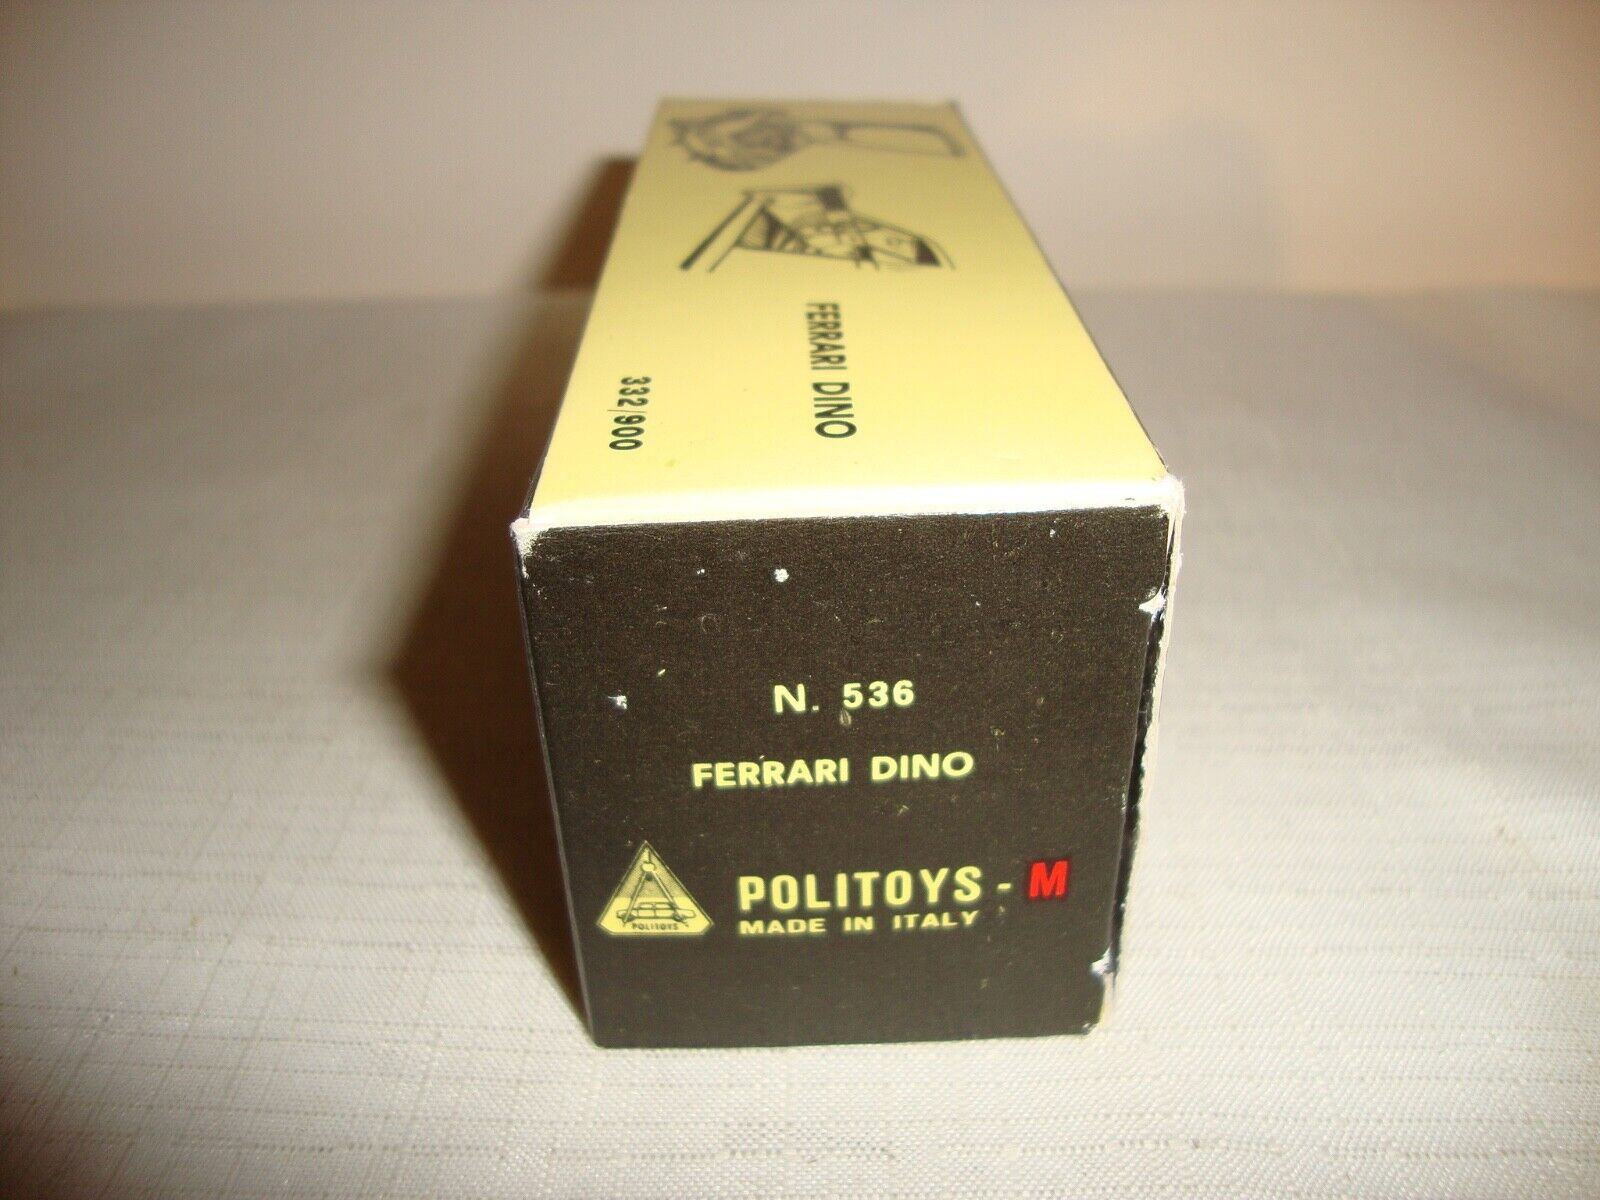 FERRARI DINO
332/900
N. 536
FERRARI DINO
POLITOYS
POLITOYS - M
MADE IN ITALY